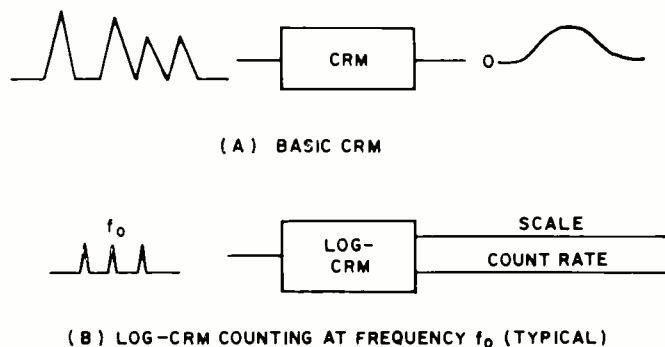 CRM
0
(A) BASIC CRM
f₀
LOG-
CRM
SCALE
COUNT RATE
(B) LOG-CRM COUNTING AT FREQUENCY f₀ (TYPICAL)